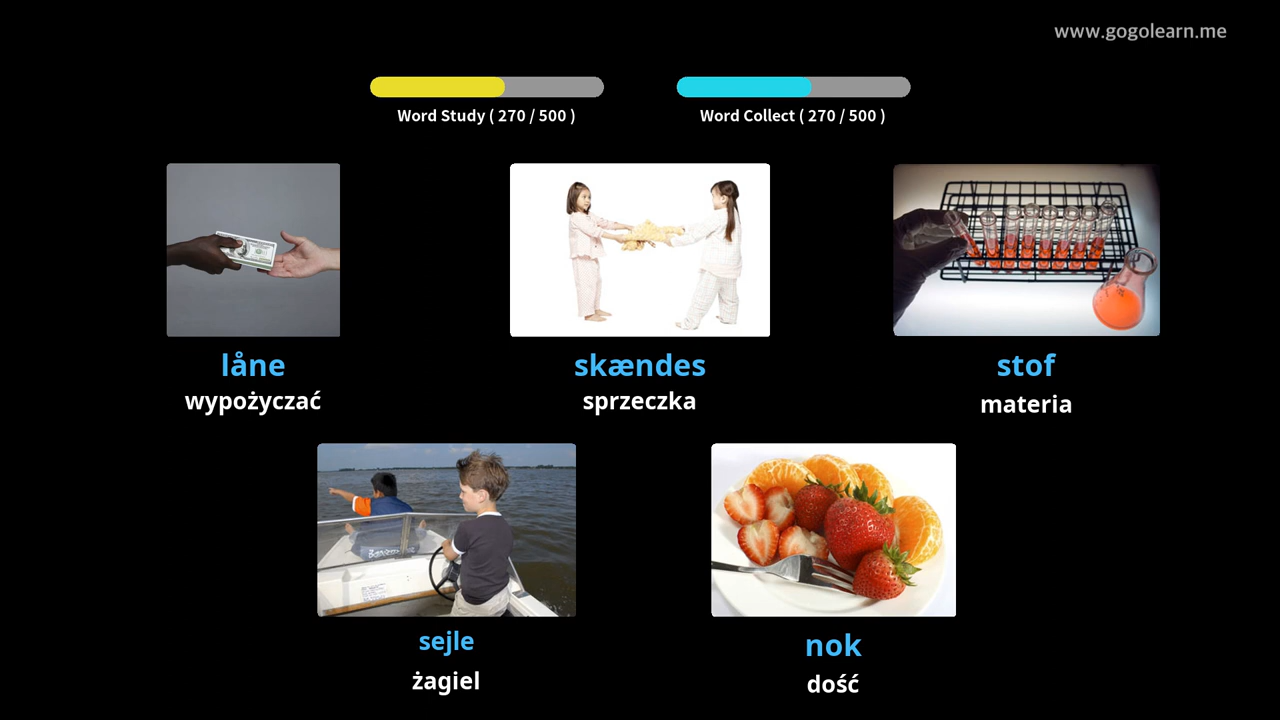 www.gogolearn.me
Word Study ( 270 / 500 )
Word Collect ( 270 / 500 )
låne
wypożyczać
skændes
sprzeczka
stof
materia
sejle
żagiel
nok
dość